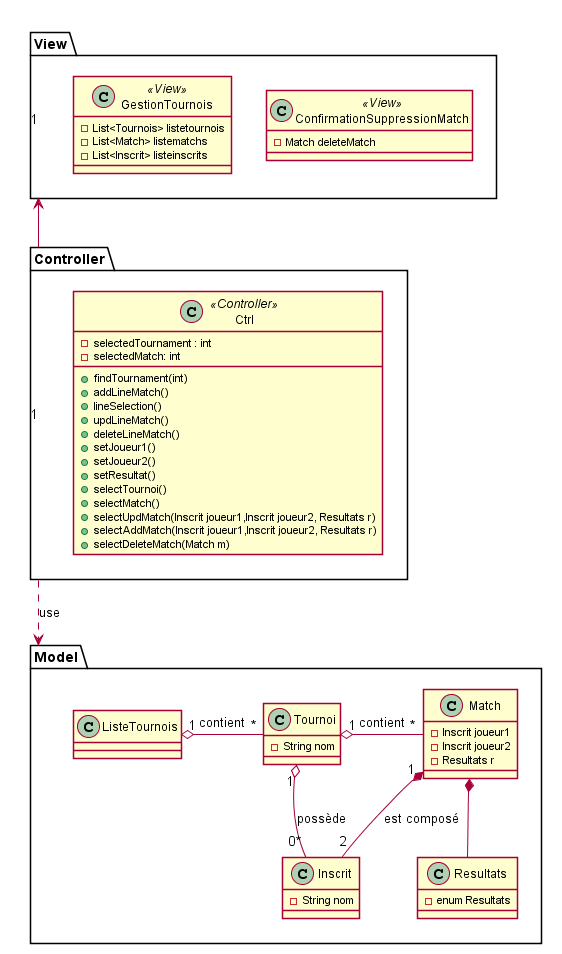 View
C
«View»
GestionTournois
List<Tournois> listetournois
List<Match> listematchs
List<Inscrit> listeinscrits
C
«View»
ConfirmationSuppressionMatch
Match deleteMatch
1
Controller
C
«Controller»
Ctrl
selectedTournament : int
selectedMatch: int
findTournament(int)
addLineMatch()
lineSelection()
updLineMatch()
deleteLineMatch()
setJoueur1()
setJoueur2()
setResultat()
selectTournoi()
selectMatch()
selectUpdMatch(Inscrit joueur1,Inscrit joueur2, Resultats r)
selectAddMatch(Inscrit joueur1,Inscrit joueur2, Resultats r)
selectDeleteMatch(Match m)
1
use
Model
C ListeTournois
1 contient *
C Tournoi
String nom
1 contient *
C Match
Inscrit joueur1
Inscrit joueur2
Resultats r
1
possède
0*
1
est composé
2
C Inscrit
String nom
C Resultats
enum Resultats